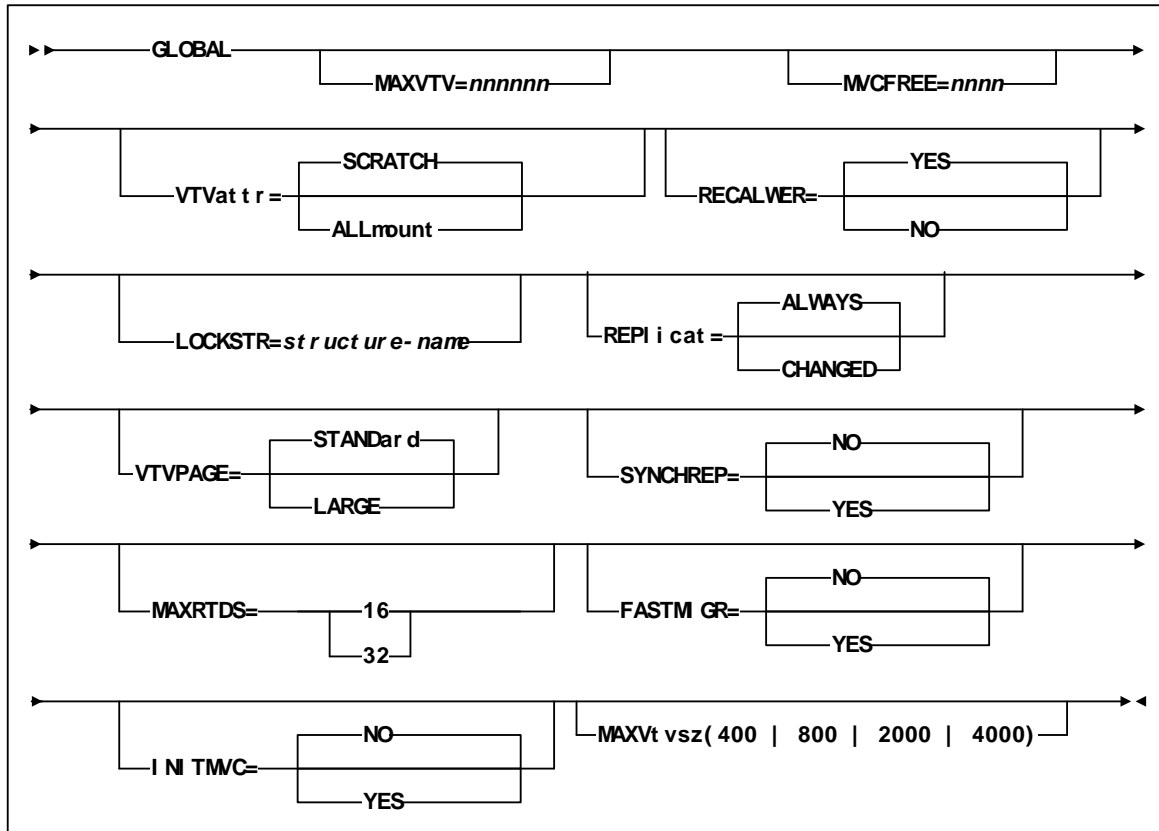 GLOBAL
MAXVTV=nnnnnn
MVCFREE=nnnn
SCRATCH
VTVattr=
ALLmount
YES
RECALWER=
NO
LOCKSTR=structure-name
ALWAYS
REPlicat=
CHANGED
STANDard
VTVPAGE=
LARGE
NO
SYNCHREP=
YES
MAXRTDS=
16
32
NO
FASTMIGR=
YES
NO
INITMVC=
YES
MAXVtvsz(400 | 800 | 2000 | 4000)